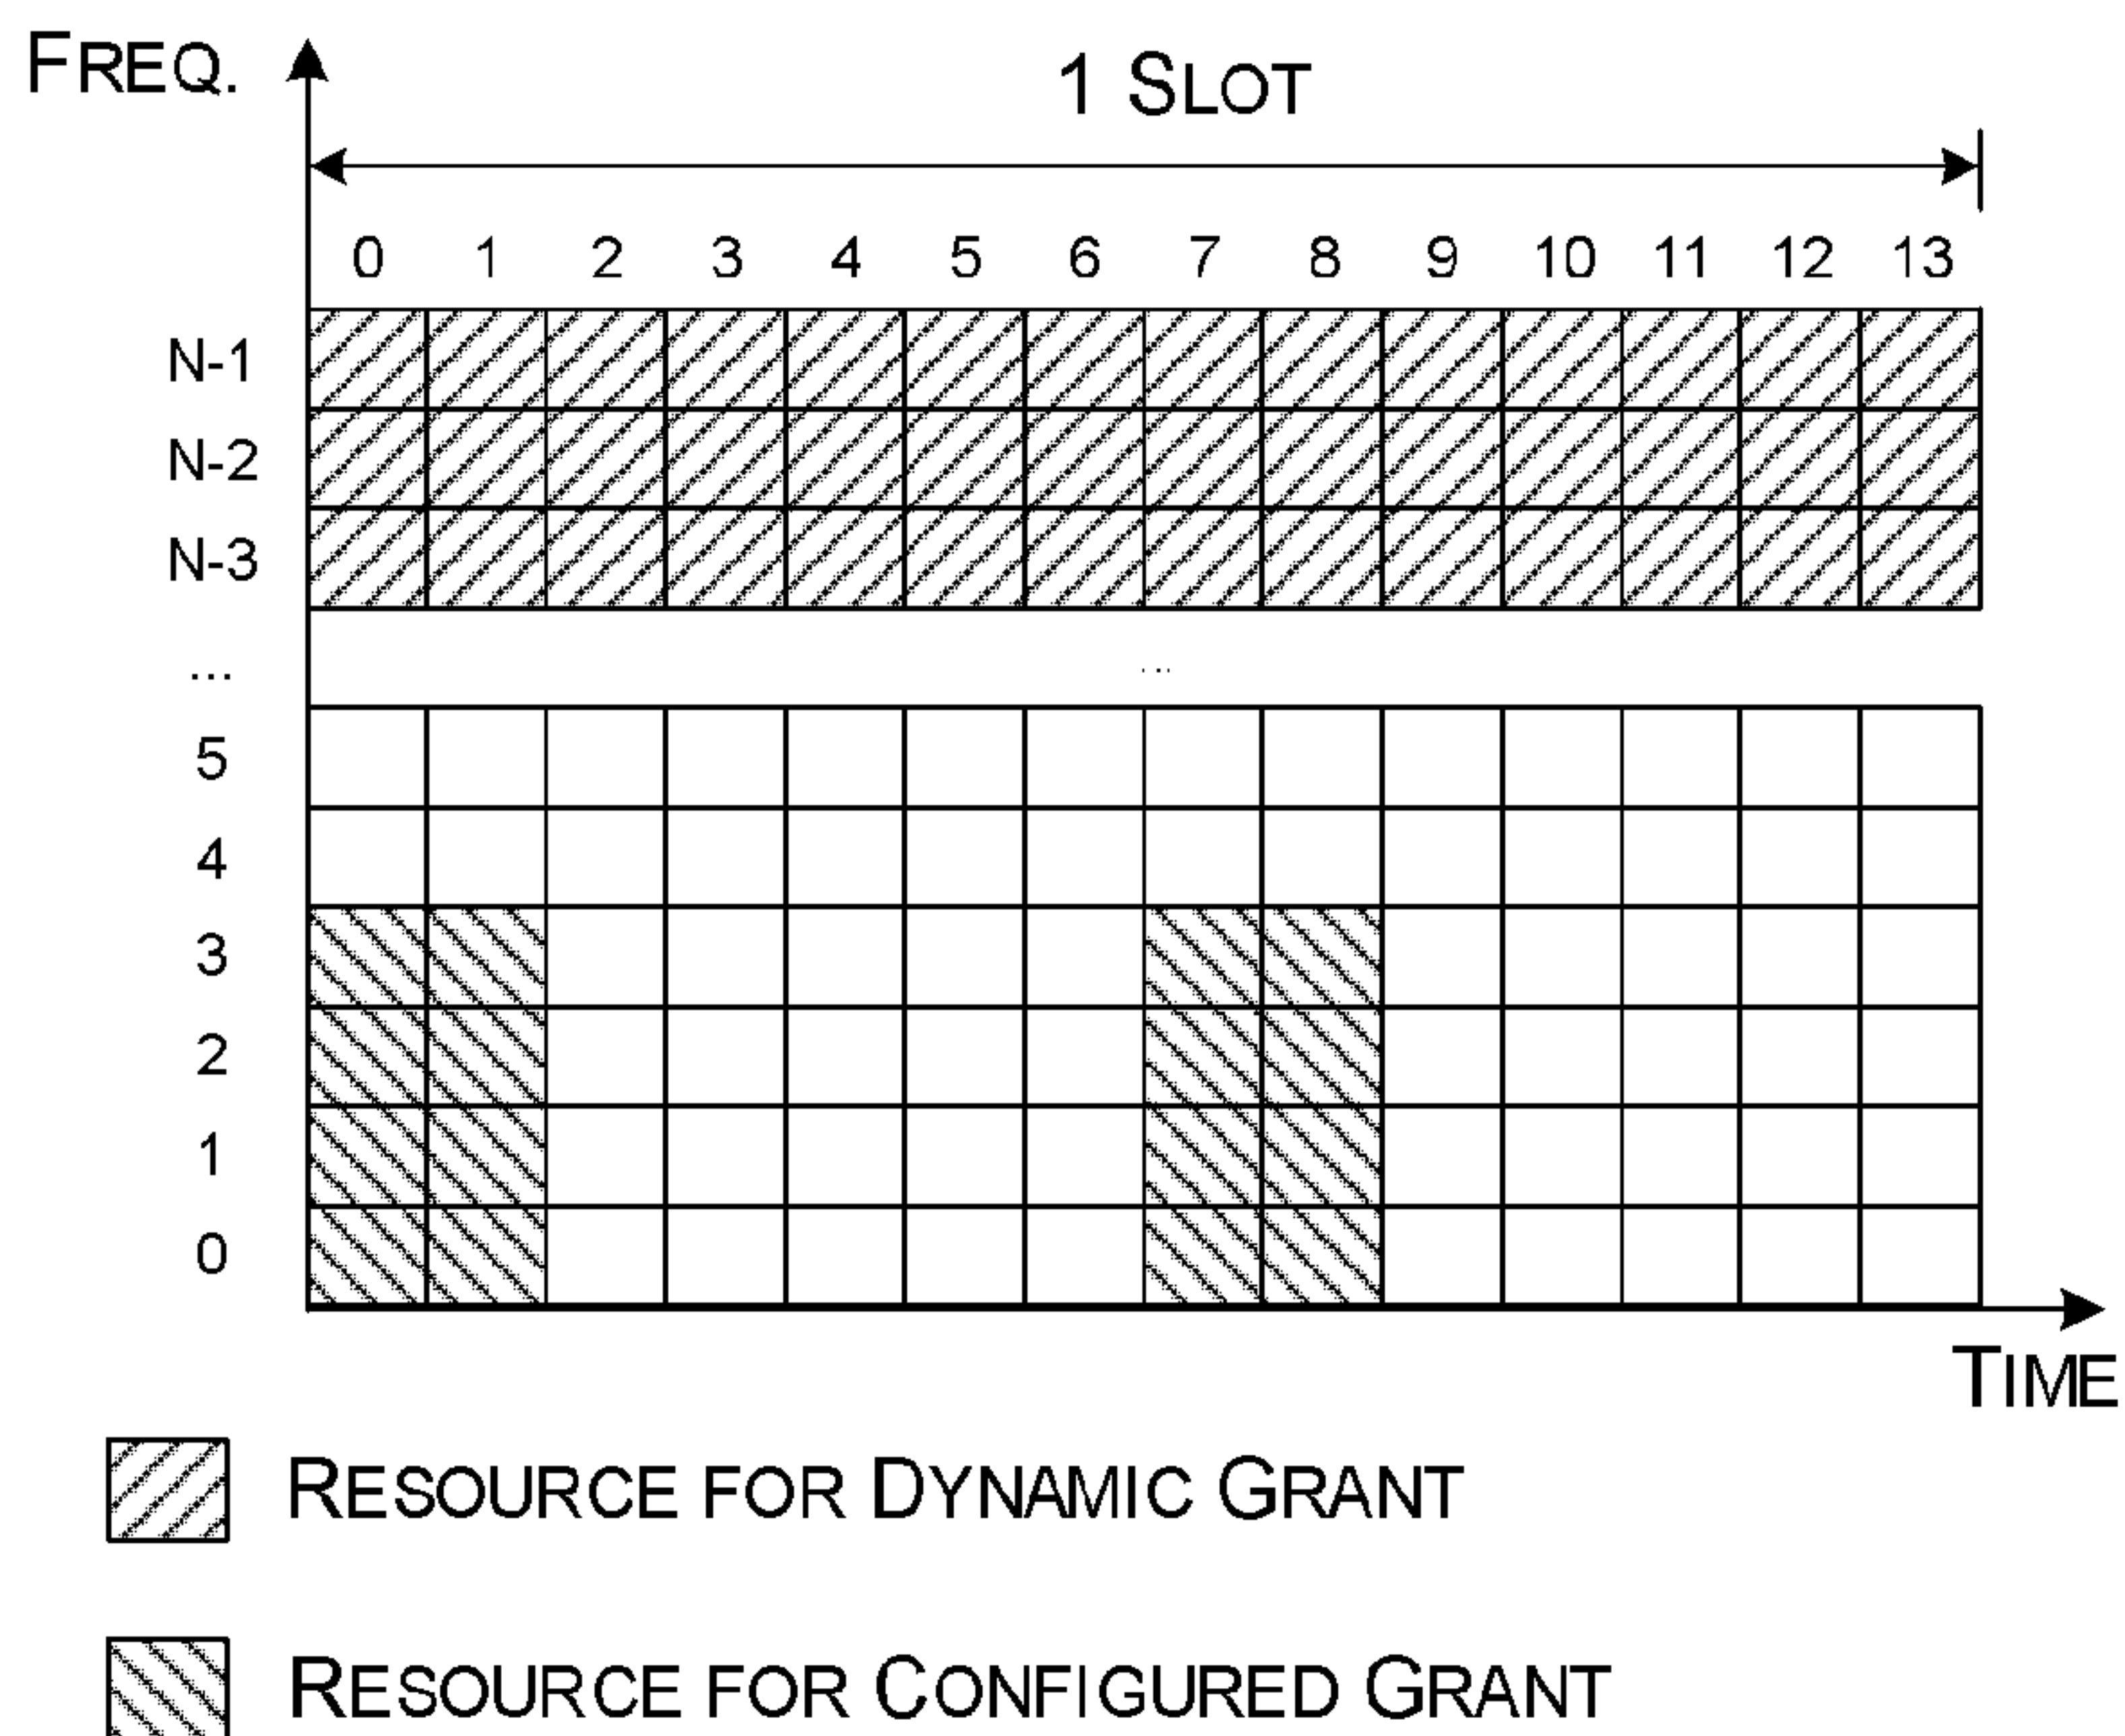 FREQ.
1 SLOT
0 1 2 3 4 5 6 7 8 9 10 11 12 13
N-1
N-2
N-3
... ...
5
4
3
2
1
0
TIME
RESOURCE FOR DYNAMIC GRANT
RESOURCE FOR CONFIGURED GRANT